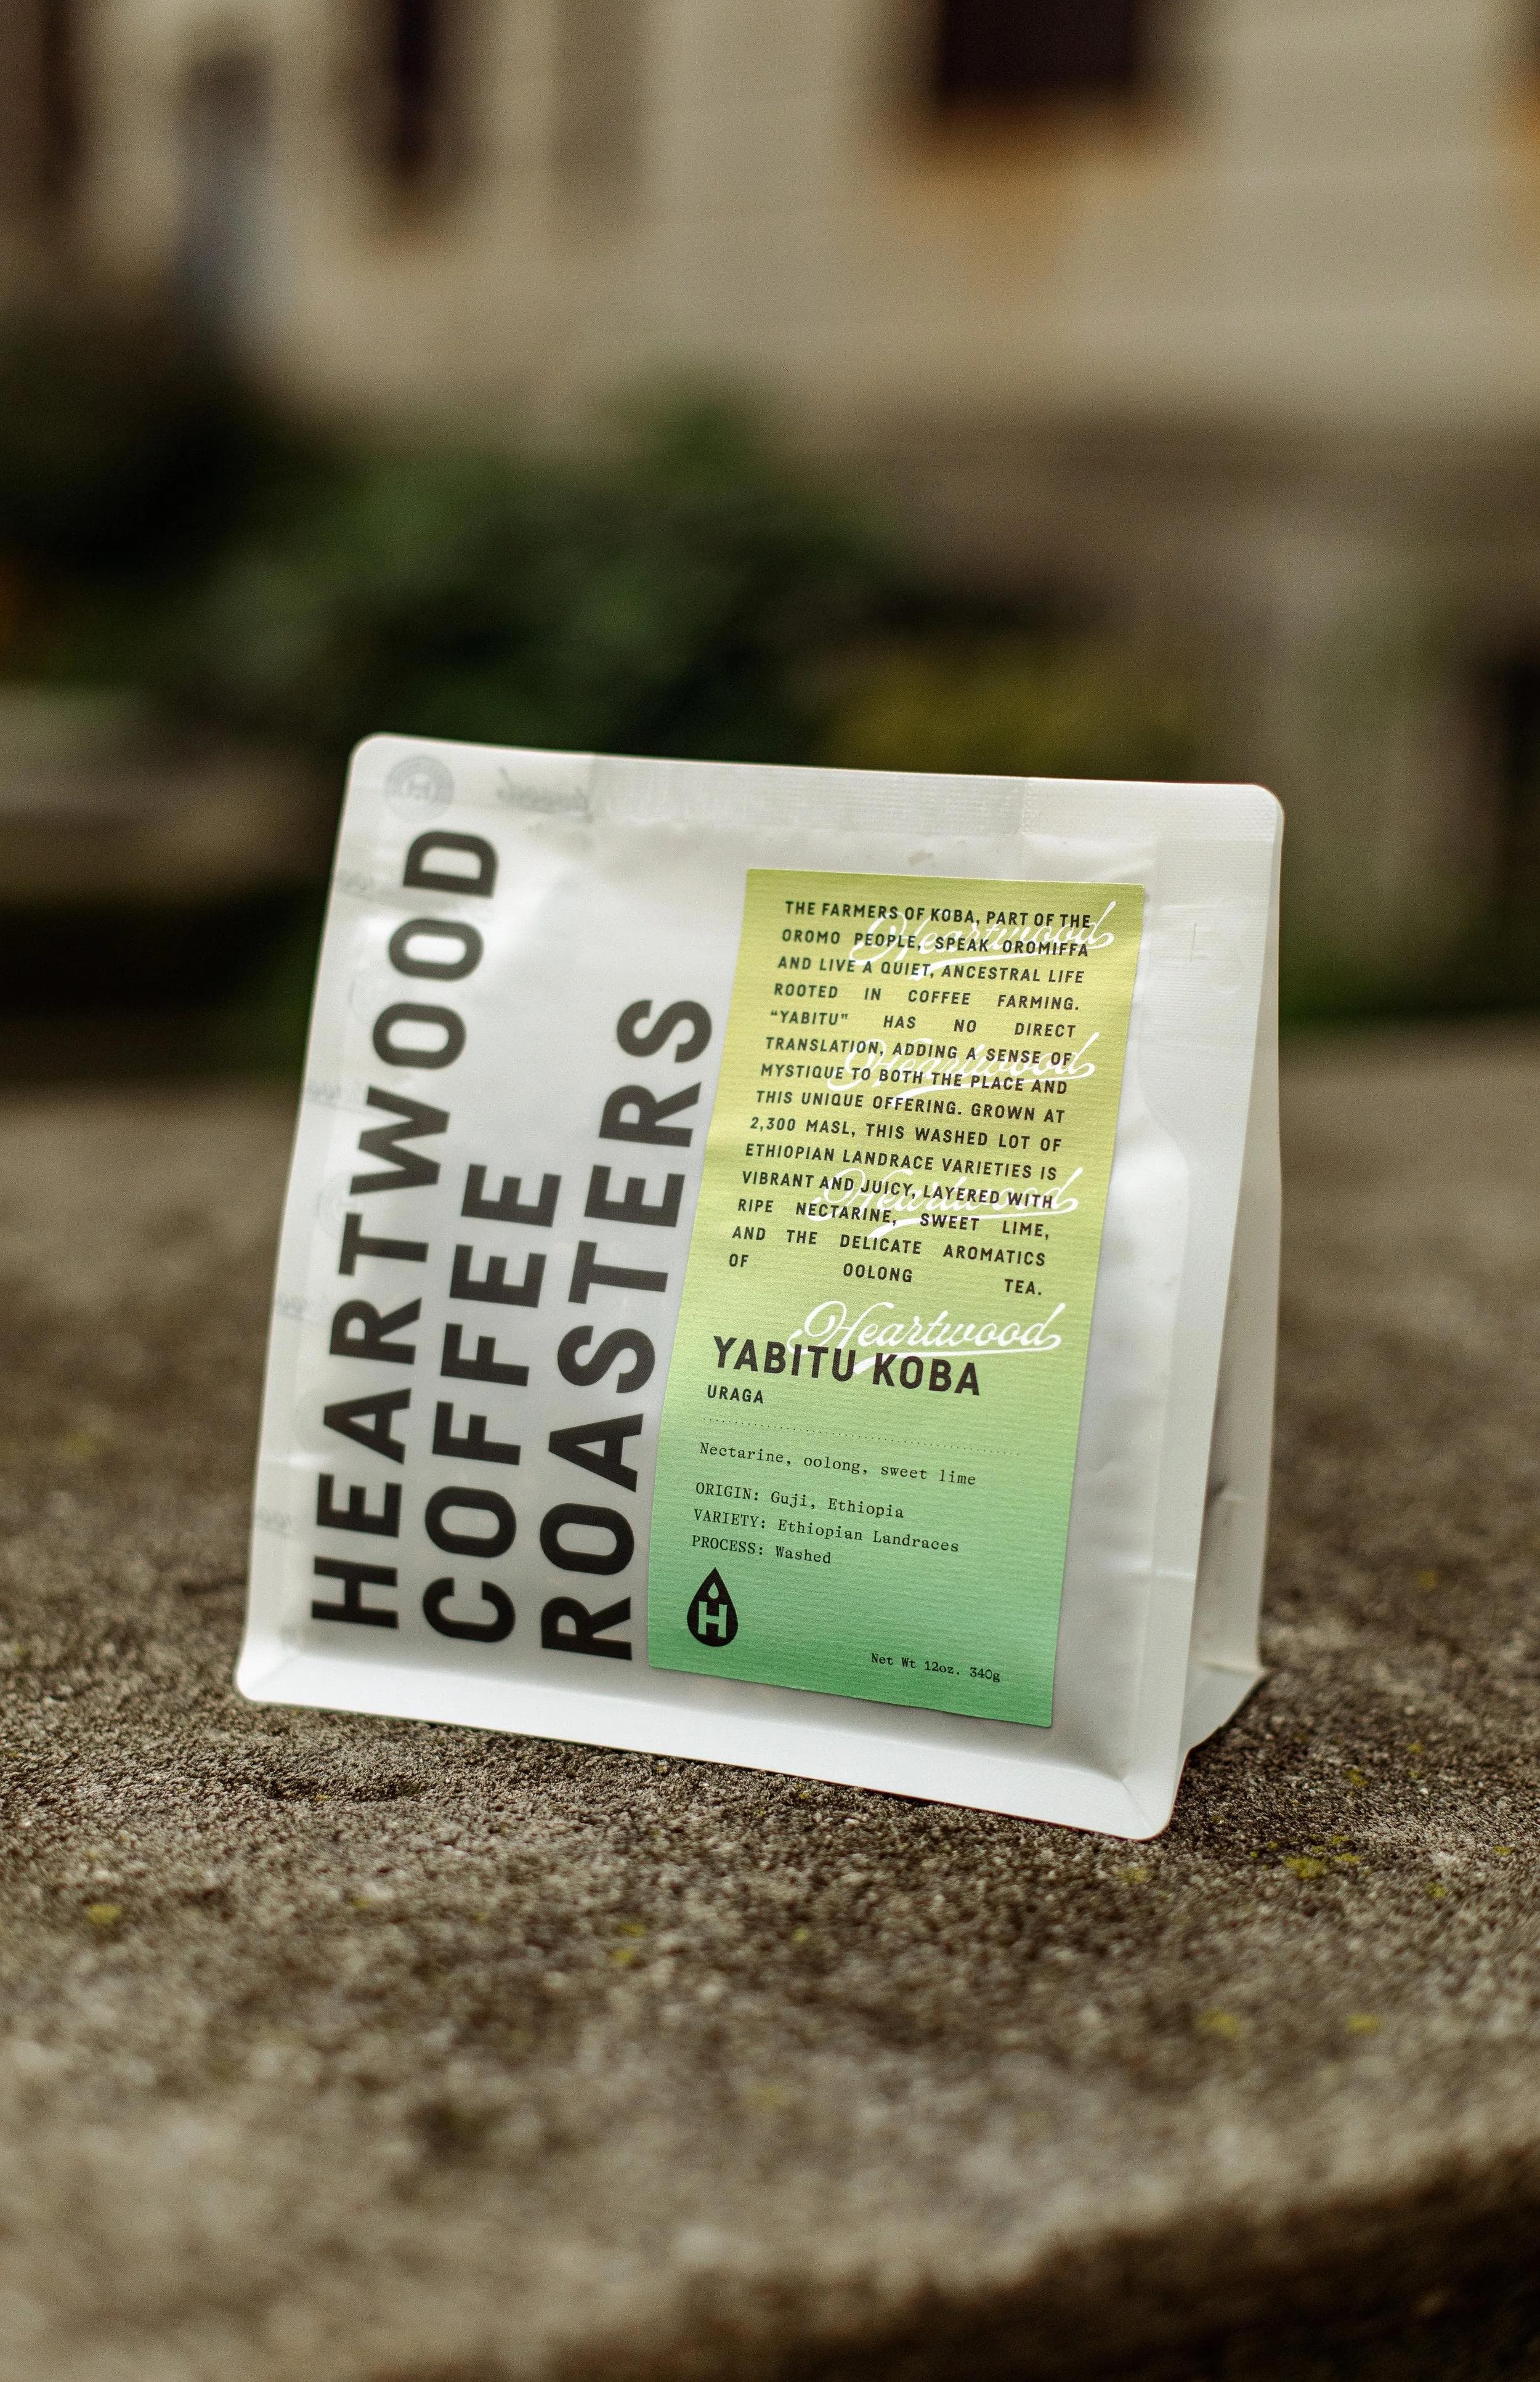 HEARTWOOD
COFFEE
ROASTERS
THE FARMERS OF KOBA, PART OF THE
OROMO PEOPLE, SPEAK OROMIFFA
AND LIVE A QUIET, ANCESTRAL LIFE
ROOTED IN COFFEE FARMING.
“YABITU” HAS NO DIRECT
TRANSLATION, ADDING A SENSE OF
MYSTIQUE TO BOTH THE PLACE AND
THIS UNIQUE OFFERING. GROWN AT
2,300 MASL, THIS WASHED LOT OF
ETHIOPIAN LANDRACE VARIETIES IS
VIBRANT AND JUICY, LAYERED WITH
RIPE NECTARINE, SWEET LIME,
AND THE DELICATE AROMATICS
OF OOLONG TEA.
Heartwood
Heartwood
Heartwood
Heartwood
YABITU KOBA
URAGA
Nectarine, oolong, sweet lime
ORIGIN: Guji, Ethiopia
VARIETY: Ethiopian Landraces
PROCESS: Washed
H
Net Wt 12oz. 340g